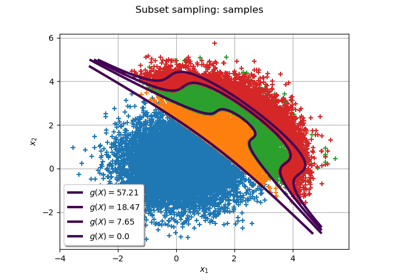 Subset sampling: samples
6
4
2
0
−2
x2
g(X) = 57.21
g(X) = 18.47
g(X) = 7.65
g(X) = 0.0
−4 −2 0 2 4
x1